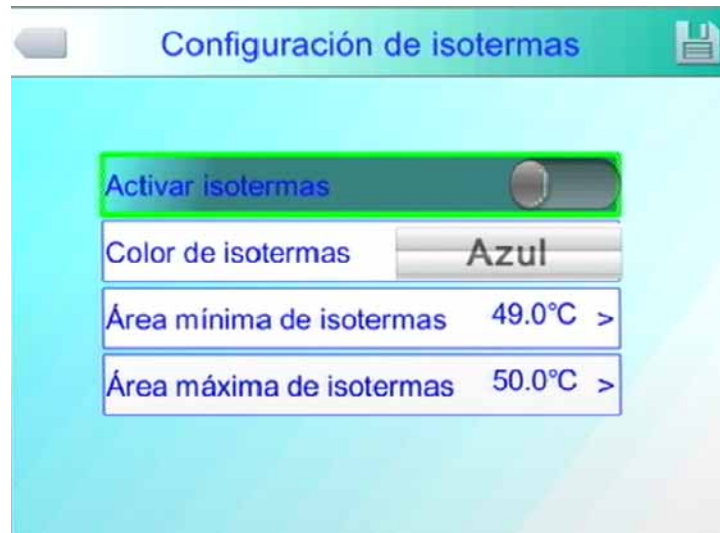 Configuración de isotermas
Activar isotermas
Color de isotermas Azul
Área mínima de isotermas 49.0°C >
Área máxima de isotermas 50.0°C >